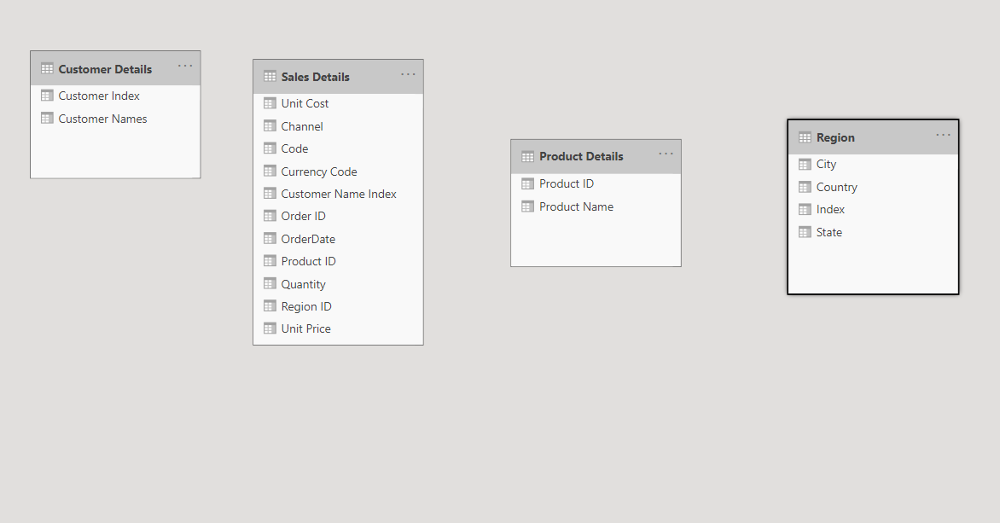 Customer Details
Customer Index
Customer Names
Sales Details
Unit Cost
Channel
Code
Currency Code
Customer Name Index
Order ID
OrderDate
Product ID
Quantity
Region ID
Unit Price
Product Details
Product ID
Product Name
Region
City
Country
Index
State